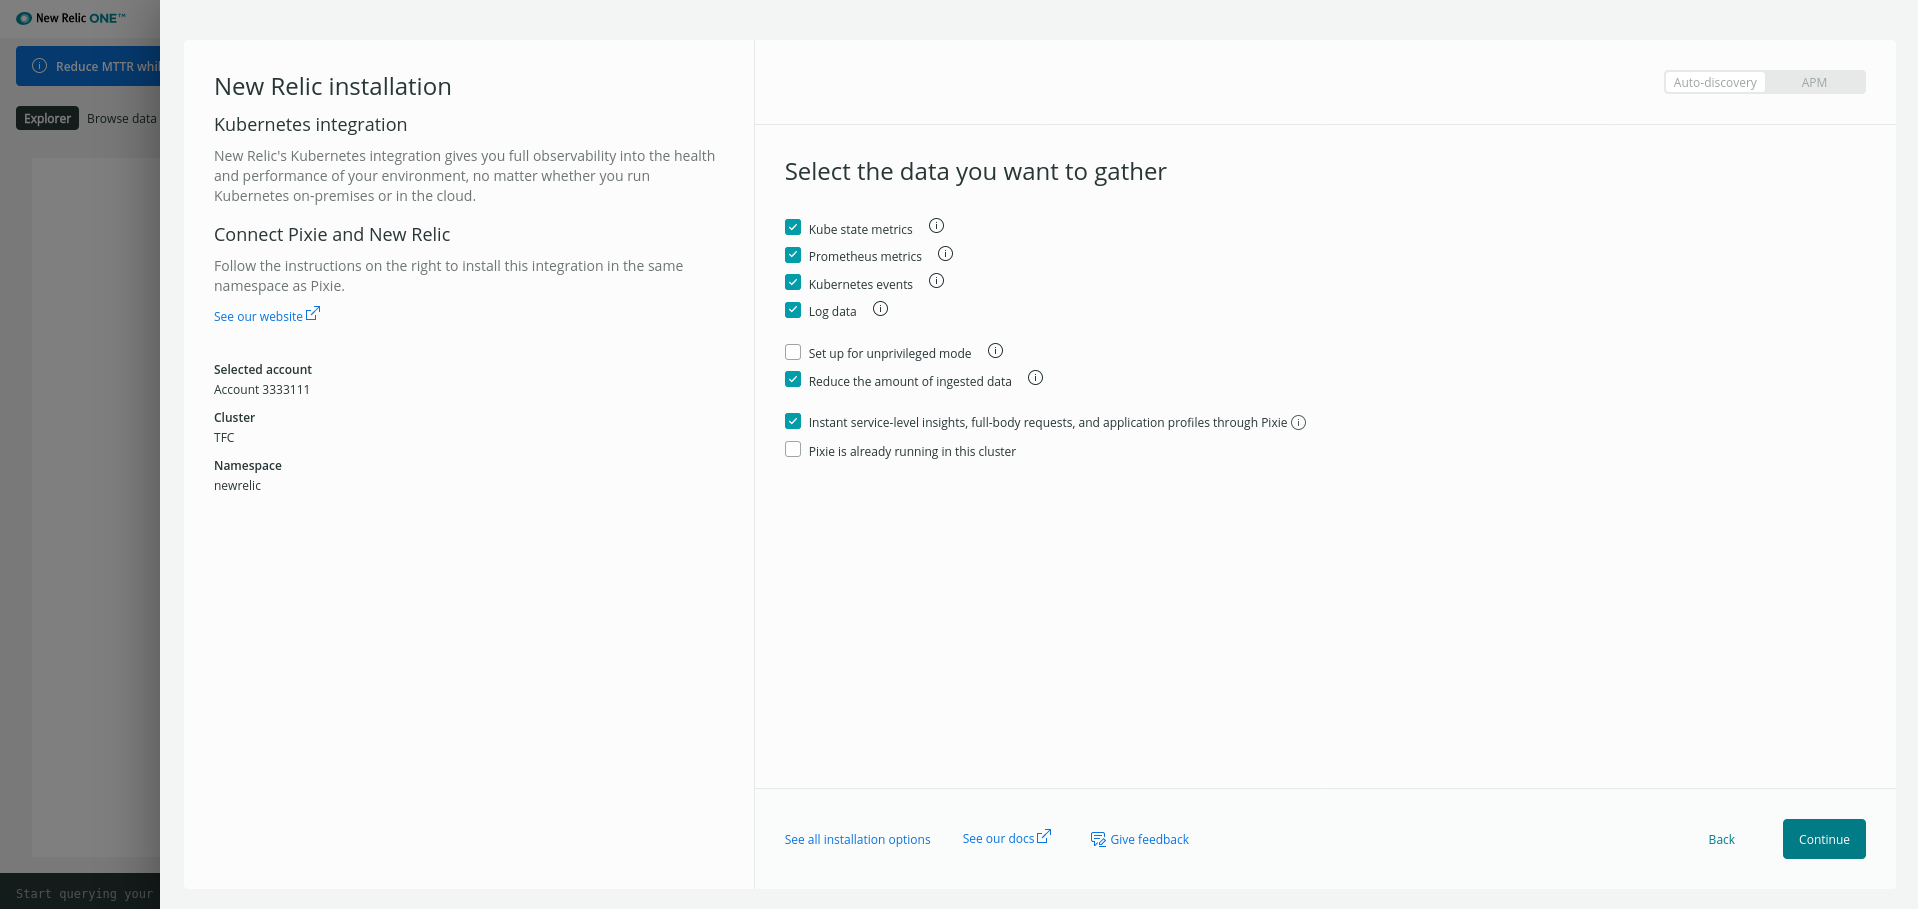 New Relic ONE™
Reduce MTTR whil
Explorer Browse data
New Relic installation
Kubernetes integration
New Relic's Kubernetes integration gives you full observability into the health
and performance of your environment, no matter whether you run
Kubernetes on-premises or in the cloud.
Connect Pixie and New Relic
Follow the instructions on the right to install this integration in the same
namespace as Pixie.
See our website
Selected account
Account 3333111
Cluster
TFC
Namespace
newrelic
Auto-discovery APM
Select the data you want to gather
Kube state metrics
Prometheus metrics
Kubernetes events
Log data
Set up for unprivileged mode
Reduce the amount of ingested data
Instant service-level insights, full-body requests, and application profiles through Pixie
Pixie is already running in this cluster
See all installation options See our docs Give feedback Back Continue
Start querying your